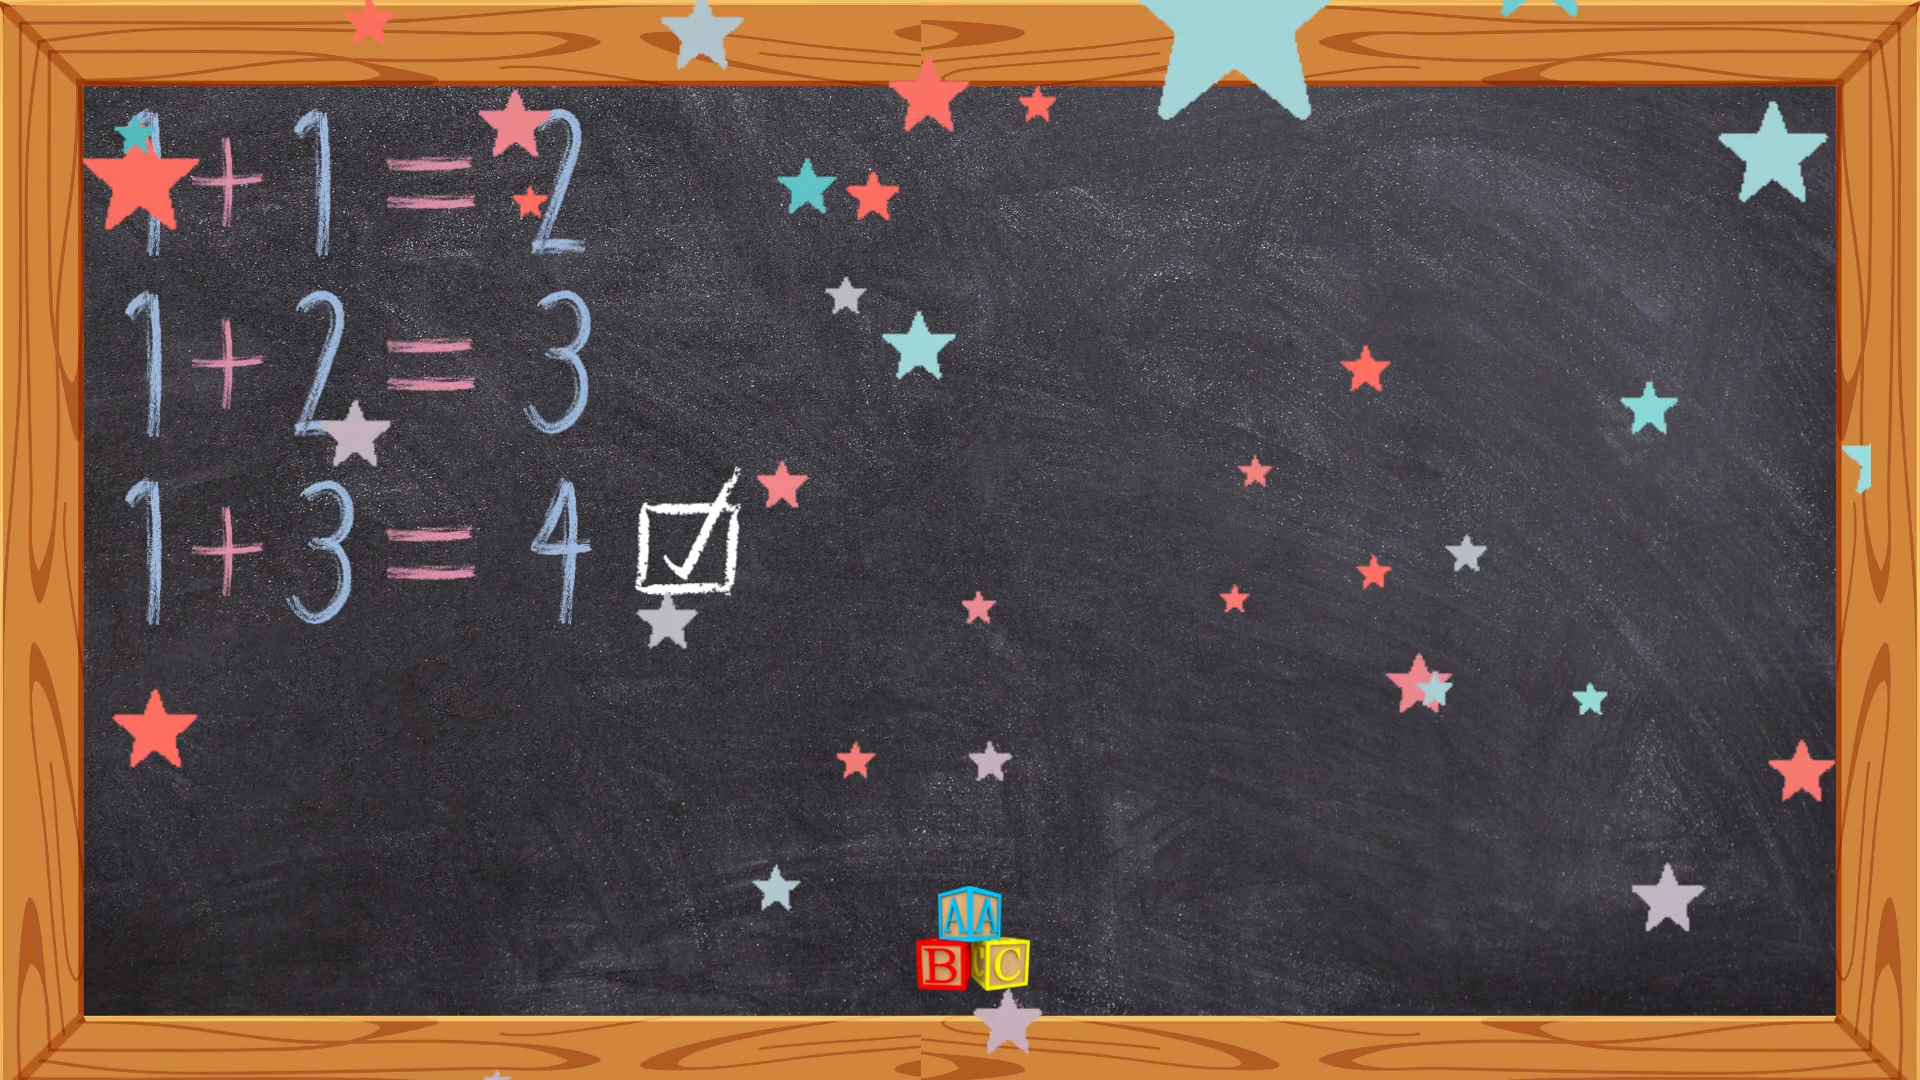 1 + 1 = 2
1 + 2 = 3
1 + 3 = 4
A A
B C C